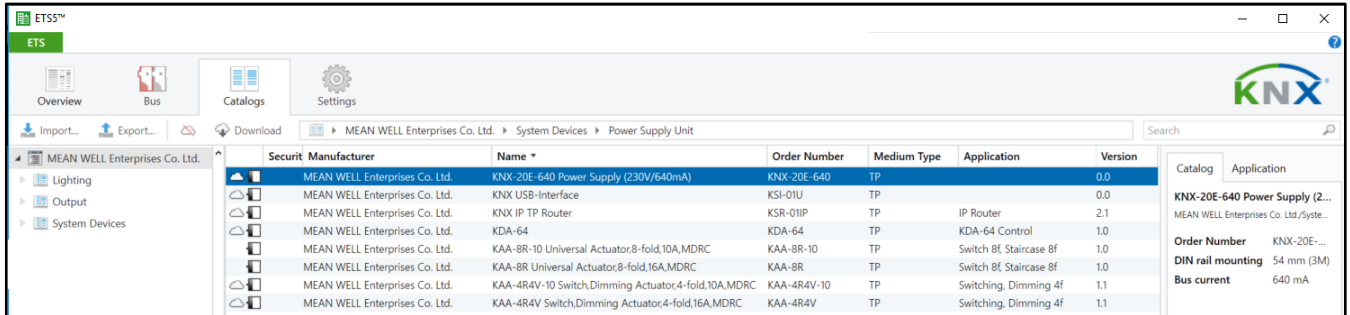 ETS5™
ETS
Overview Bus Catalogs Settings
KNX
Import... Export... Download MEAN WELL Enterprises Co. Ltd. System Devices Power Supply Unit Search
MEAN WELL Enterprises Co. Ltd.
Lighting
Output
System Devices
Securit Manufacturer Name Order Number Medium Type Application Version
MEAN WELL Enterprises Co. Ltd. KNX-20E-640 Power Supply (230V/640mA) KNX-20E-640 TP 0.0
MEAN WELL Enterprises Co. Ltd. KNX USB-Interface KSI-01U TP 0.0
MEAN WELL Enterprises Co. Ltd. KNX IP TP Router KSR-01IP TP IP Router 2.1
MEAN WELL Enterprises Co. Ltd. KDA-64 KDA-64 TP KDA-64 Control 1.0
MEAN WELL Enterprises Co. Ltd. KAA-8R-10 Universal Actuator,8-fold,10A,MDRC KAA-8R-10 TP Switch 8f, Staircase 8f 1.0
MEAN WELL Enterprises Co. Ltd. KAA-8R Universal Actuator,8-fold,16A,MDRC KAA-8R TP Switch 8f, Staircase 8f 1.0
MEAN WELL Enterprises Co. Ltd. KAA-4R4V-10 Switch,Dimming Actuator,4-fold,10A,MDRC KAA-4R4V-10 TP Switching, Dimming 4f 1.1
MEAN WELL Enterprises Co. Ltd. KAA-4R4V Switch,Dimming Actuator,4-fold,16A,MDRC KAA-4R4V TP Switching, Dimming 4f 1.1
Catalog Application
KNX-20E-640 Power Supply (2...
MEAN WELL Enterprises Co. Ltd./Syste...
Order Number KNX-20E-...
DIN rail mounting 54 mm (3M)
Bus current 640 mA